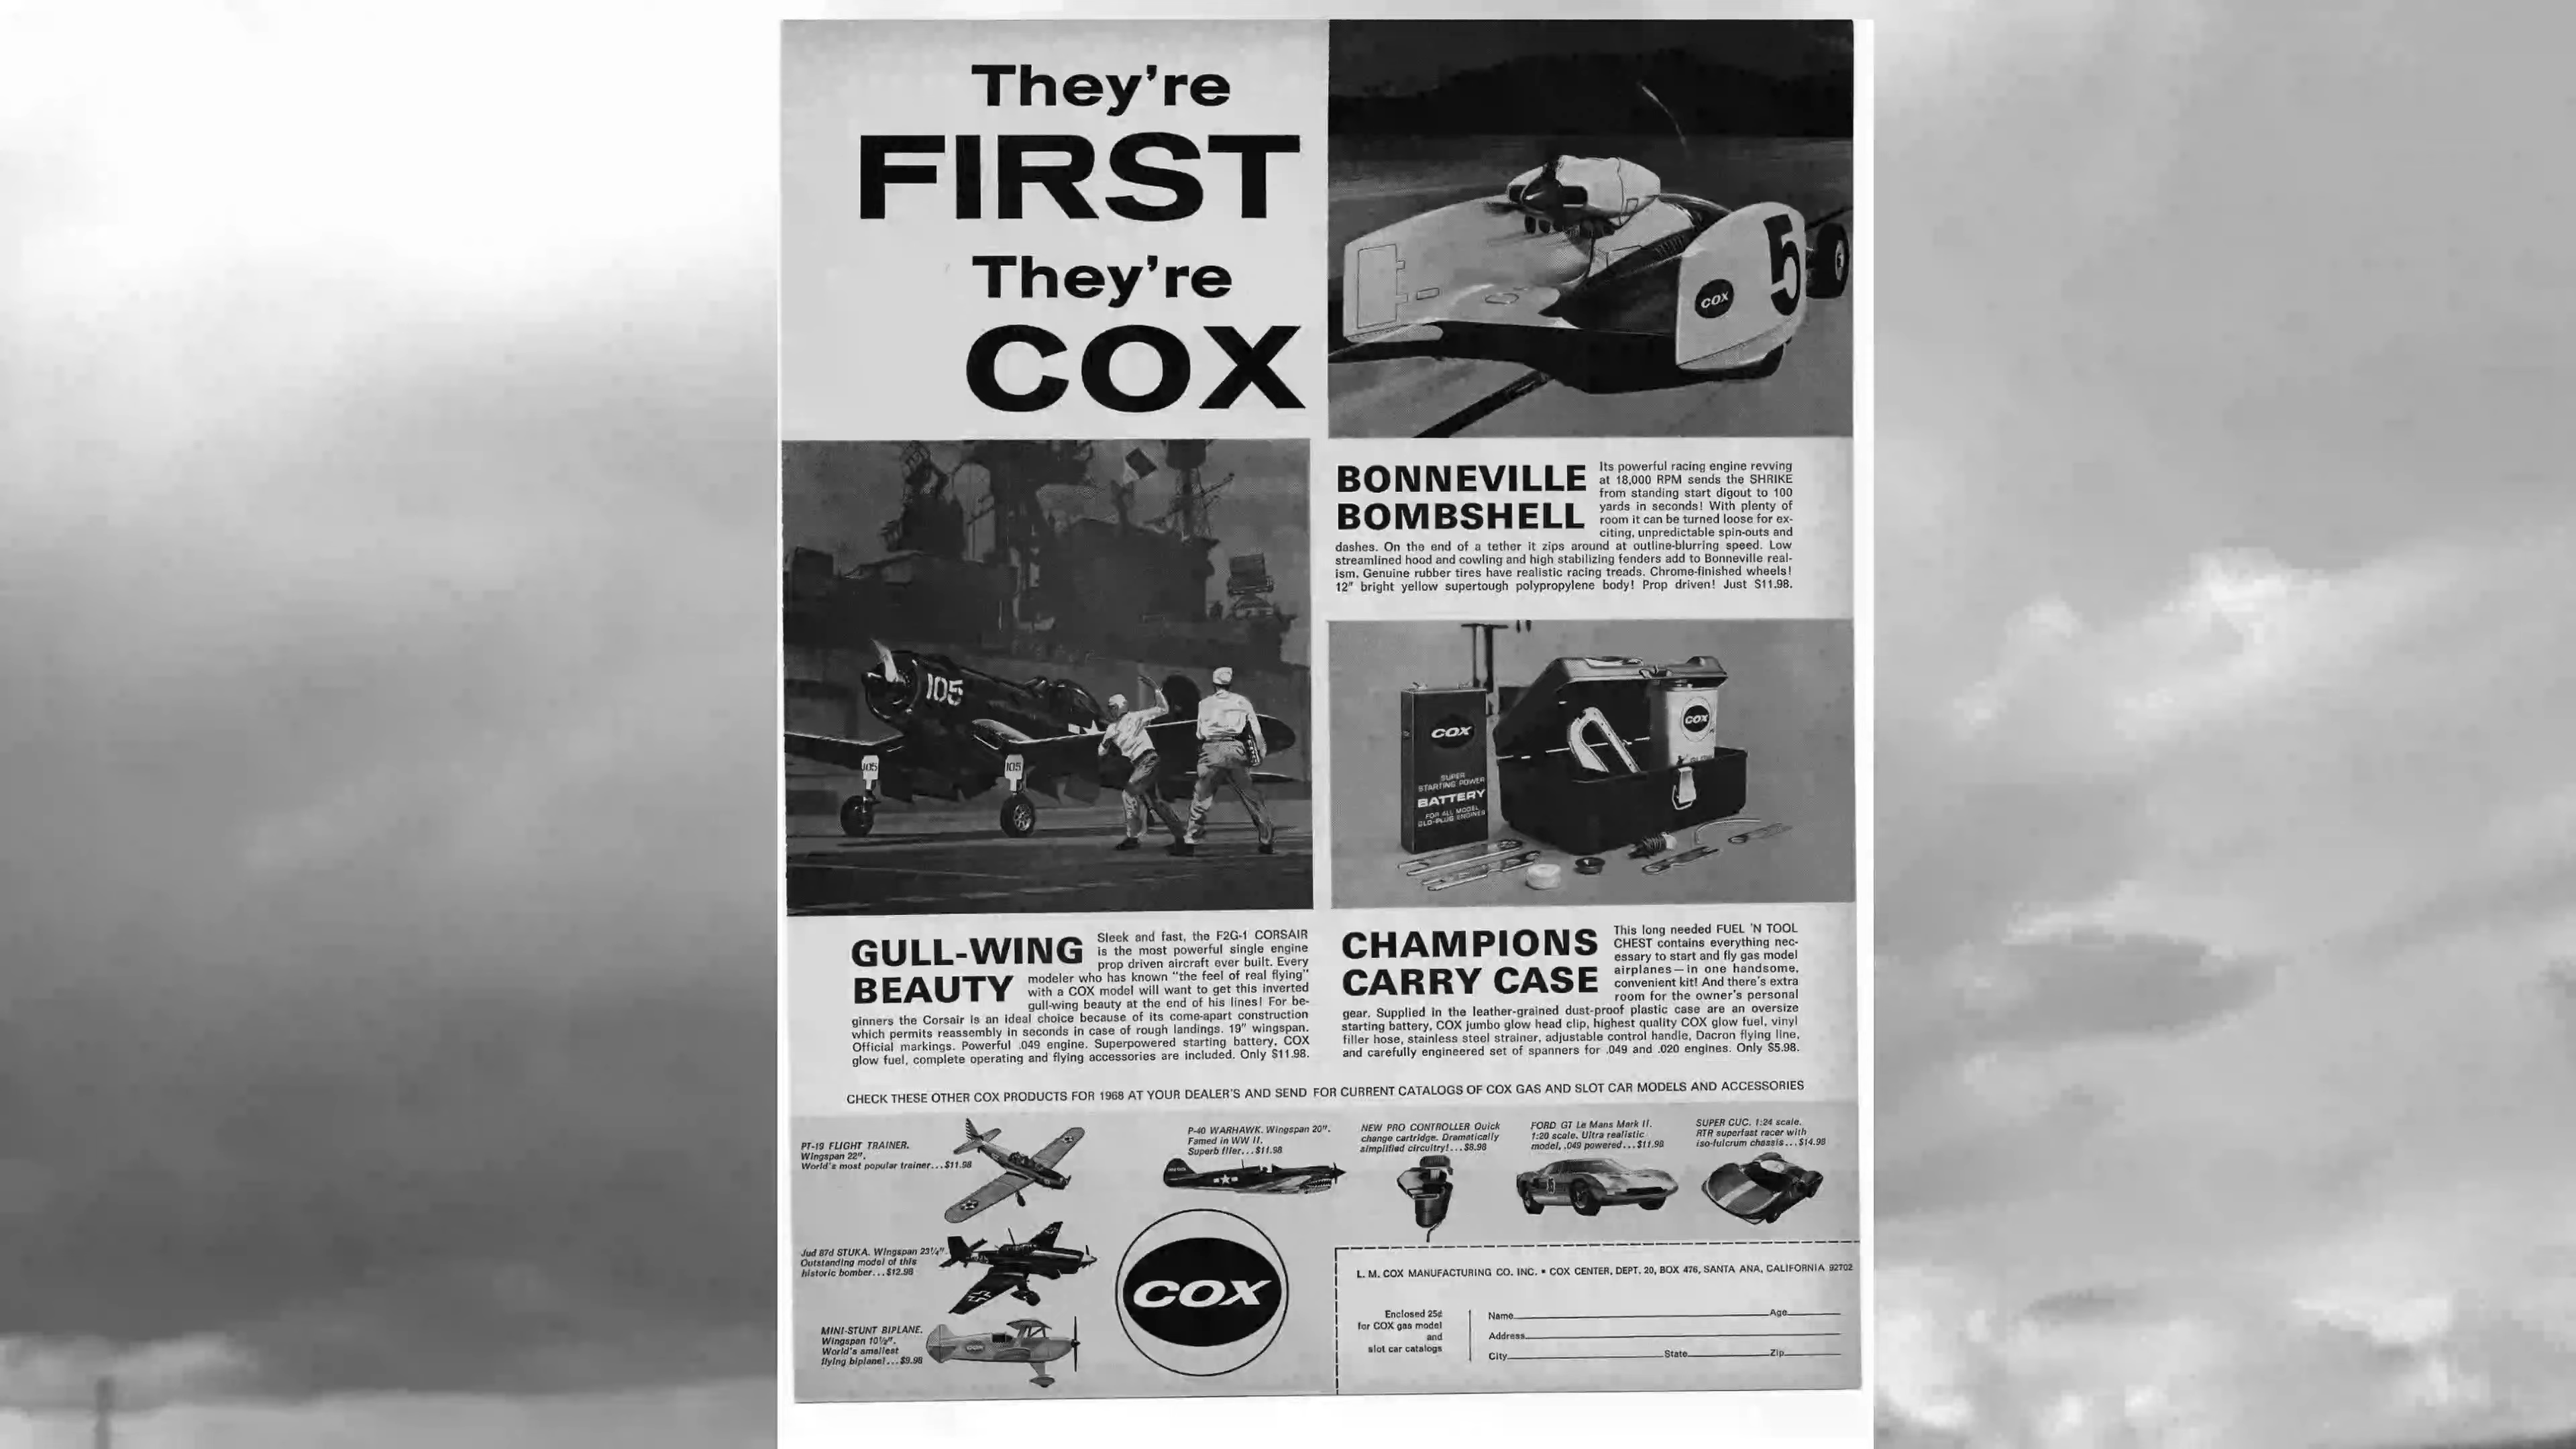 They're
FIRST
They're
COX
COX
5
BONNEVILLE
BOMBSHELL
Its powerful racing engine revving
at 18,000 RPM sends the SHRIKE
from standing start digout to 100
yards in seconds! With plenty of
room it can be turned loose for ex-
citing, unpredictable spin-outs and
dashes. On the end of a tether it zips around at outline-blurring speed. Low
streamlined hood and cowling and high stabilizing fenders add to Bonneville real-
ism. Genuine rubber tires have realistic racing treads. Chrome-finished wheels!
12" bright yellow supertough polypropylene body! Prop driven! Just $11.98.
105
105
105
COX
SUPER
STARTING POWER
BATTERY
FOR ALL MODEL
GLO-PLUG ENGINES
COX
GULL-WING
BEAUTY
Sleek and fast, the F2G-1 CORSAIR
is the most powerful single engine
prop driven aircraft ever built. Every
modeler who has known "the feel of real flying"
with a COX model will want to get this inverted
gull-wing beauty at the end of his lines! For be-
ginners the Corsair is an ideal choice because of its come-apart construction
which permits reassembly in seconds in case of rough landings. 19" wingspan.
Official markings. Powerful .049 engine. Superpowered starting battery, COX
glow fuel, complete operating and flying accessories are included. Only $11.98.
CHAMPIONS
CARRY CASE
This long needed FUEL 'N TOOL
CHEST contains everything nec-
essary to start and fly gas model
airplanes—in one handsome,
convenient kit! And there's extra
room for the owner's personal
gear. Supplied in the leather-grained dust-proof plastic case are an oversize
starting battery, COX jumbo glow head clip, highest quality COX glow fuel, vinyl
filler hose, stainless steel strainer, adjustable control handle, Dacron flying line,
and carefully engineered set of spanners for .049 and .020 engines. Only $5.98.
CHECK THESE OTHER COX PRODUCTS FOR 1968 AT YOUR DEALER'S AND SEND FOR CURRENT CATALOGS OF COX GAS AND SLOT CAR MODELS AND ACCESSORIES
PT-19 FLIGHT TRAINER.
Wingspan 22".
World's most popular trainer...$11.98
P-40 WARHAWK. Wingspan 20".
Famed in WW II.
Superb flier...$11.98
NEW PRO CONTROLLER Quick
change cartridge. Dramatically
simplified circuitry!...$8.98
FORD GT Le Mans Mark II.
1:20 scale. Ultra realistic
model, .049 powered...$11.98
SUPER CUC. 1:24 scale.
RTR superfast racer with
iso-fulcrum chassis...$14.98
Jud 87d STUKA. Wingspan 23¼".
Outstanding model of this
historic bomber...$12.98
MINI-STUNT BIPLANE.
Wingspan 10½".
World's smallest
flying biplane!...$9.98
COX
L. M. COX MANUFACTURING CO. INC. • COX CENTER, DEPT. 20, BOX 476, SANTA ANA, CALIFORNIA 92702
Enclosed 25¢
for COX gas model
and
slot car catalogs
Name Age
Address
City State Zip